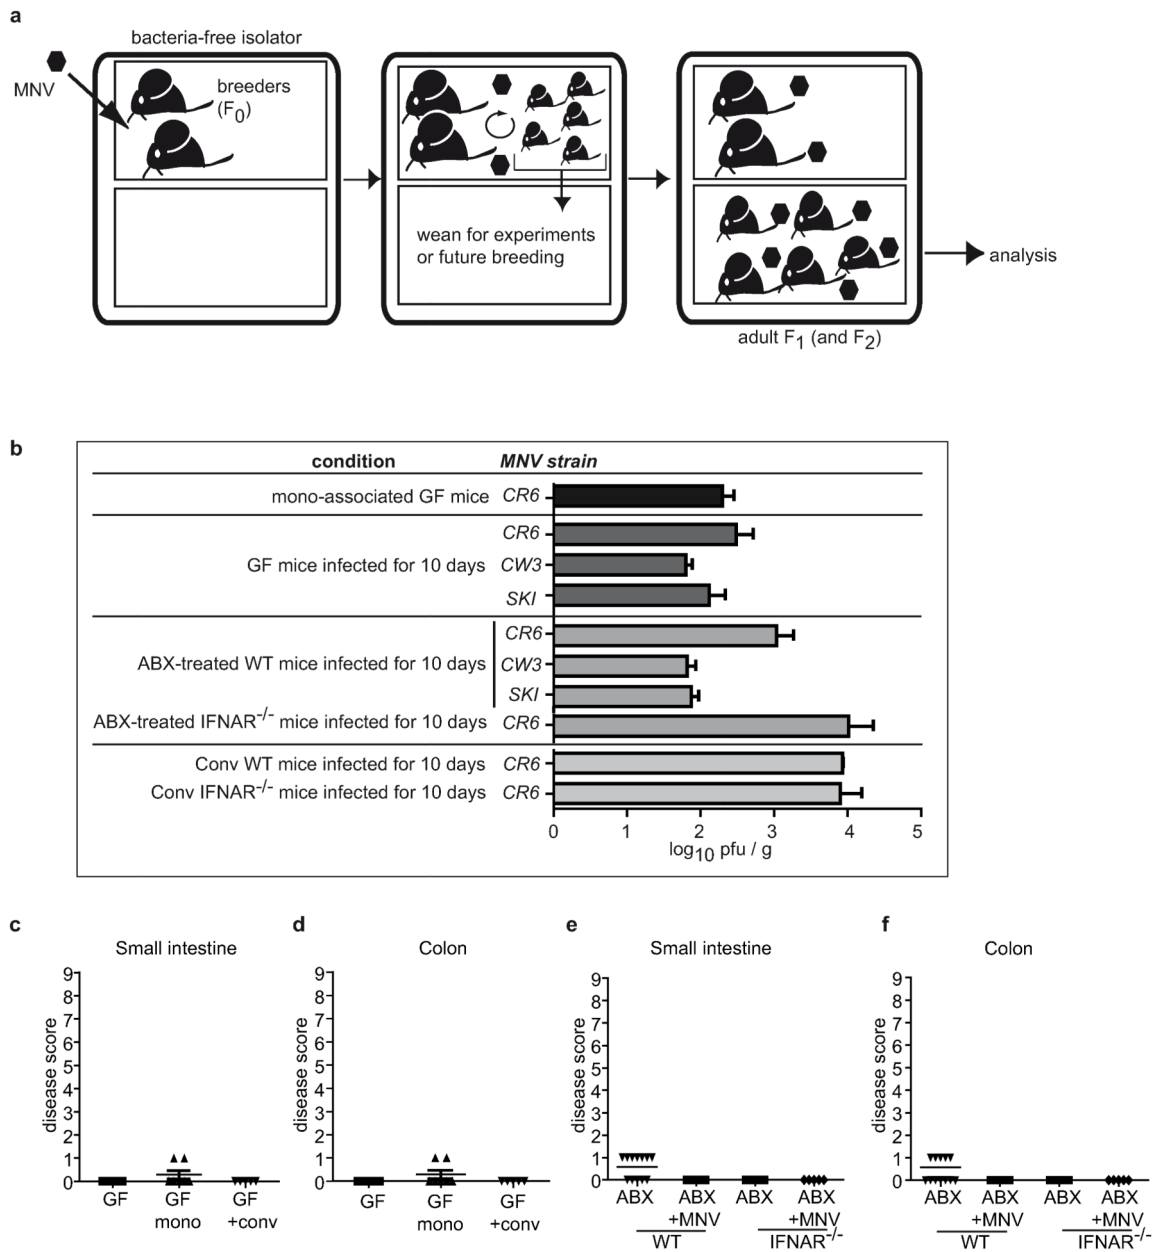 a
bacteria-free isolator
MNV
breeders
(F0)
wean for experiments
or future breeding
analysis
adult F1 (and F2)
b
condition MNV strain
mono-associated GF mice CR6
CR6
GF mice infected for 10 days CW3
SKI
CR6
ABX-treated WT mice infected for 10 days CW3
SKI
ABX-treated IFNAR-/- mice infected for 10 days CR6
Conv WT mice infected for 10 days CR6
Conv IFNAR-/- mice infected for 10 days CR6
0 1 2 3 4 5
log10 pfu / g
c
Small intestine
disease score
9
8
7
6
5
4
3
2
1
0
GF GF GF
mono +conv
d
Colon
disease score
9
8
7
6
5
4
3
2
1
0
GF GF GF
mono +conv
e
Small intestine
disease score
9
8
7
6
5
4
3
2
1
0
ABX ABX ABX ABX
+MNV +MNV
WT IFNAR-/-
f
Colon
disease score
9
8
7
6
5
4
3
2
1
0
ABX ABX ABX ABX
+MNV +MNV
WT IFNAR-/-